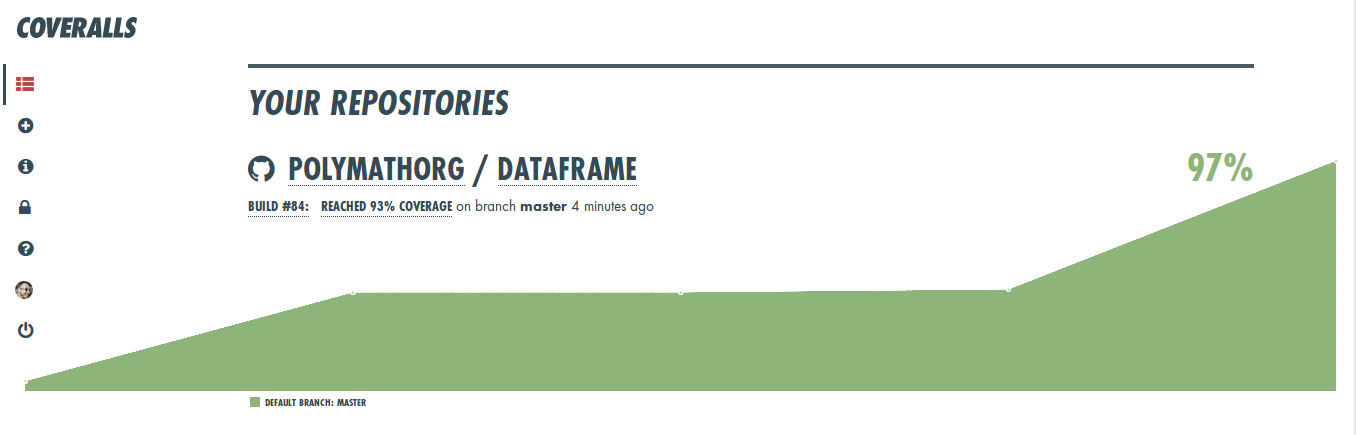 COVERALLS
YOUR REPOSITORIES
POLYMATHORG / DATAFRAME
97%
BUILD #84: REACHED 93% COVERAGE on branch master 4 minutes ago
DEFAULT BRANCH: MASTER